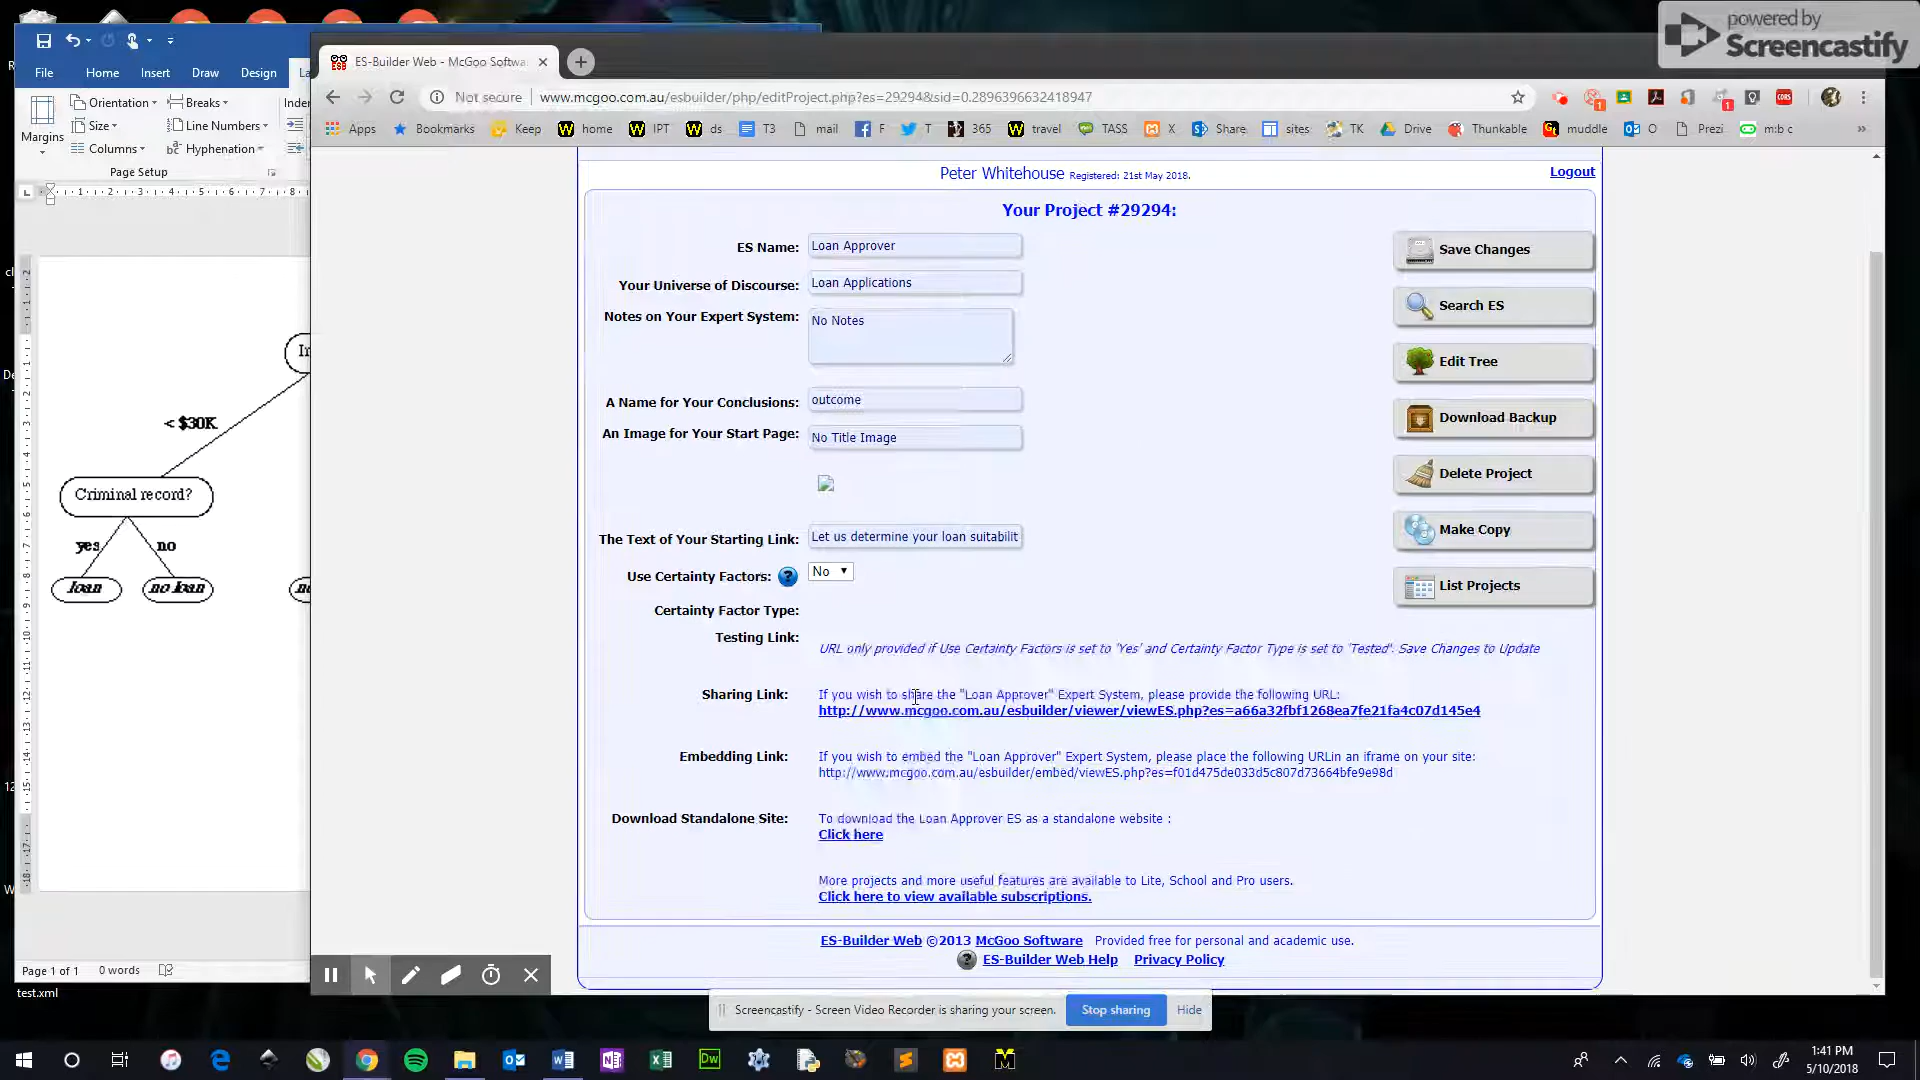 powered by
Screencastify
ES-Builder Web - McGoo Softwa
File
Home
Insert
Draw
Design
Not secure
www.mcgoo.com.au/esbuilder/php/editProject.php?es=29294&sid=0.2896396632418947
Margins
Orientation
Breaks
Inden
Size
Line Numbers
Columns
Hyphenation
Page Setup
Apps
Bookmarks
Keep
home
IPT
ds
T3
mail
F
T
365
travel
TASS
X
Share
sites
TK
Drive
Thunkable
muddle
O
Prezi
m:b c
»
Peter Whitehouse Registered: 21st May 2018.
Logout
Your Project #29294:
ES Name:
Loan Approver
Your Universe of Discourse:
Loan Applications
Notes on Your Expert System:
No Notes
A Name for Your Conclusions:
outcome
An Image for Your Start Page:
No Title Image
The Text of Your Starting Link:
Let us determine your loan suitabilit
Use Certainty Factors:
No
Certainty Factor Type:
Testing Link:
URL only provided if Use Certainty Factors is set to 'Yes' and Certainty Factor Type is set to 'Tested'. Save Changes to Update
Sharing Link:
If you wish to share the "Loan Approver" Expert System, please provide the following URL:
http://www.mcgoo.com.au/esbuilder/viewer/viewES.php?es=a66a32fbf1268ea7fe21fa4c07d145e4
Embedding Link:
If you wish to embed the "Loan Approver" Expert System, please place the following URLin an iframe on your site:
http://www.mcgoo.com.au/esbuilder/embed/viewES.php?es=f01d475de033d5c807d73664bfe9e98d
Download Standalone Site:
To download the Loan Approver ES as a standalone website :
Click here
More projects and more useful features are available to Lite, School and Pro users.
Click here to view available subscriptions.
Save Changes
Search ES
Edit Tree
Download Backup
Delete Project
Make Copy
List Projects
ES-Builder Web ©2013 McGoo Software Provided free for personal and academic use.
ES-Builder Web Help Privacy Policy
In
< $30K
Criminal record?
yes
no
loan
no loan
no
Page 1 of 1
0 words
test.xml
Screencastify - Screen Video Recorder is sharing your screen.
Stop sharing
Hide
1:41 PM
5/10/2018